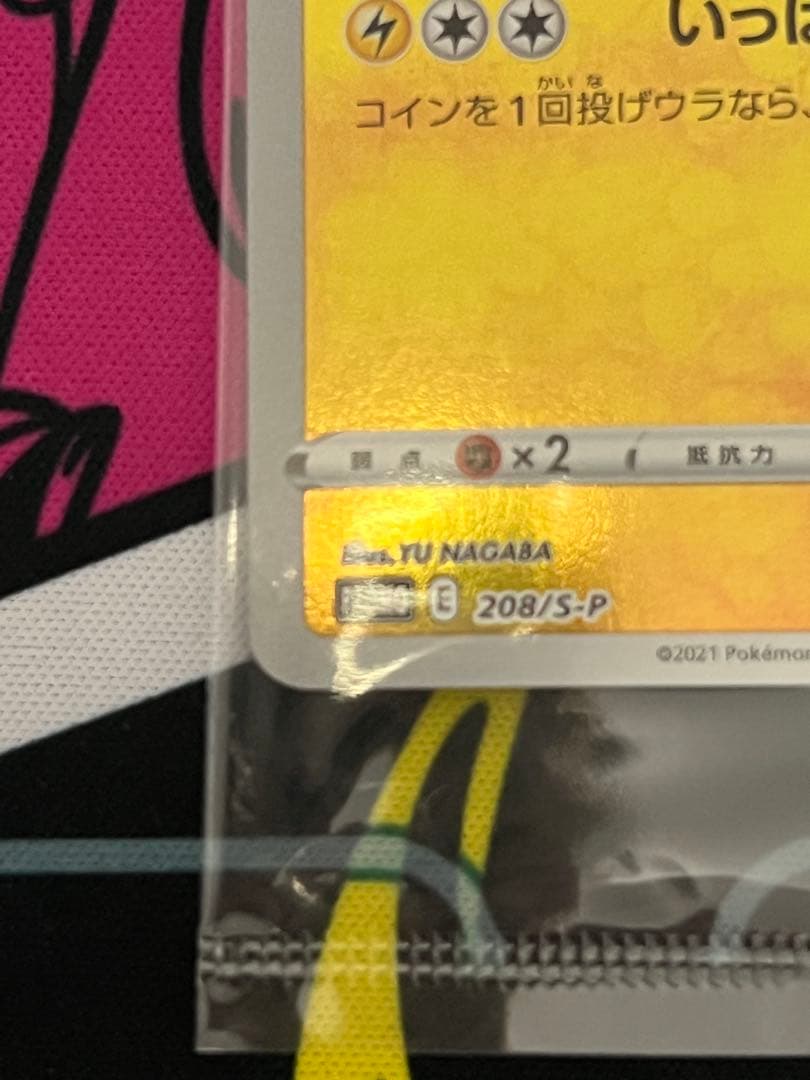 いっぱ
コインを1回投げウラなら、
かい な
弱点 ×2 抵抗力
Illus. YU NAGABA
E 208/S-P
©2021 Pokémon